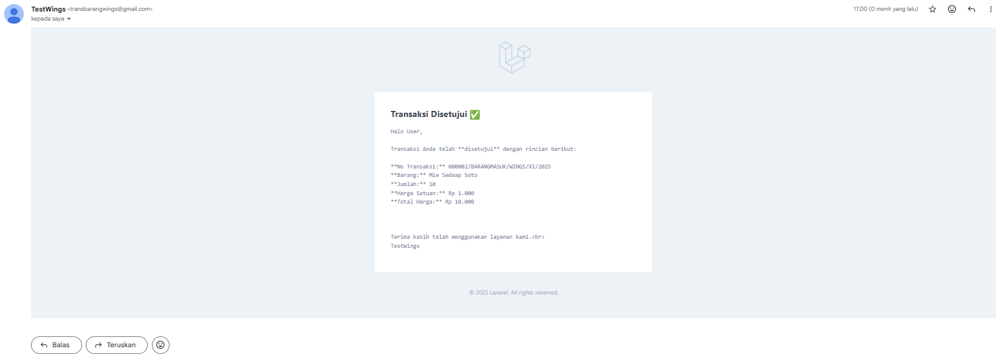 TestWings <transbarangwings@gmail.com>
17.00 (0 menit yang lalu)
kepada saya
Transaksi Disetujui ✅
Halo User,
Transaksi Anda telah **disetujui** dengan rincian berikut:
**No Transaksi:** 000002/BARANGMASUK/WINGS/XI/2025
**Barang:** Mie Sedaap Soto
**Jumlah:** 10
**Harga Satuan:** Rp 1.000
**Total Harga:** Rp 10.000
Terima kasih telah menggunakan layanan kami.<br>
TestWings
© 2025 Laravel. All rights reserved.
Balas
Teruskan